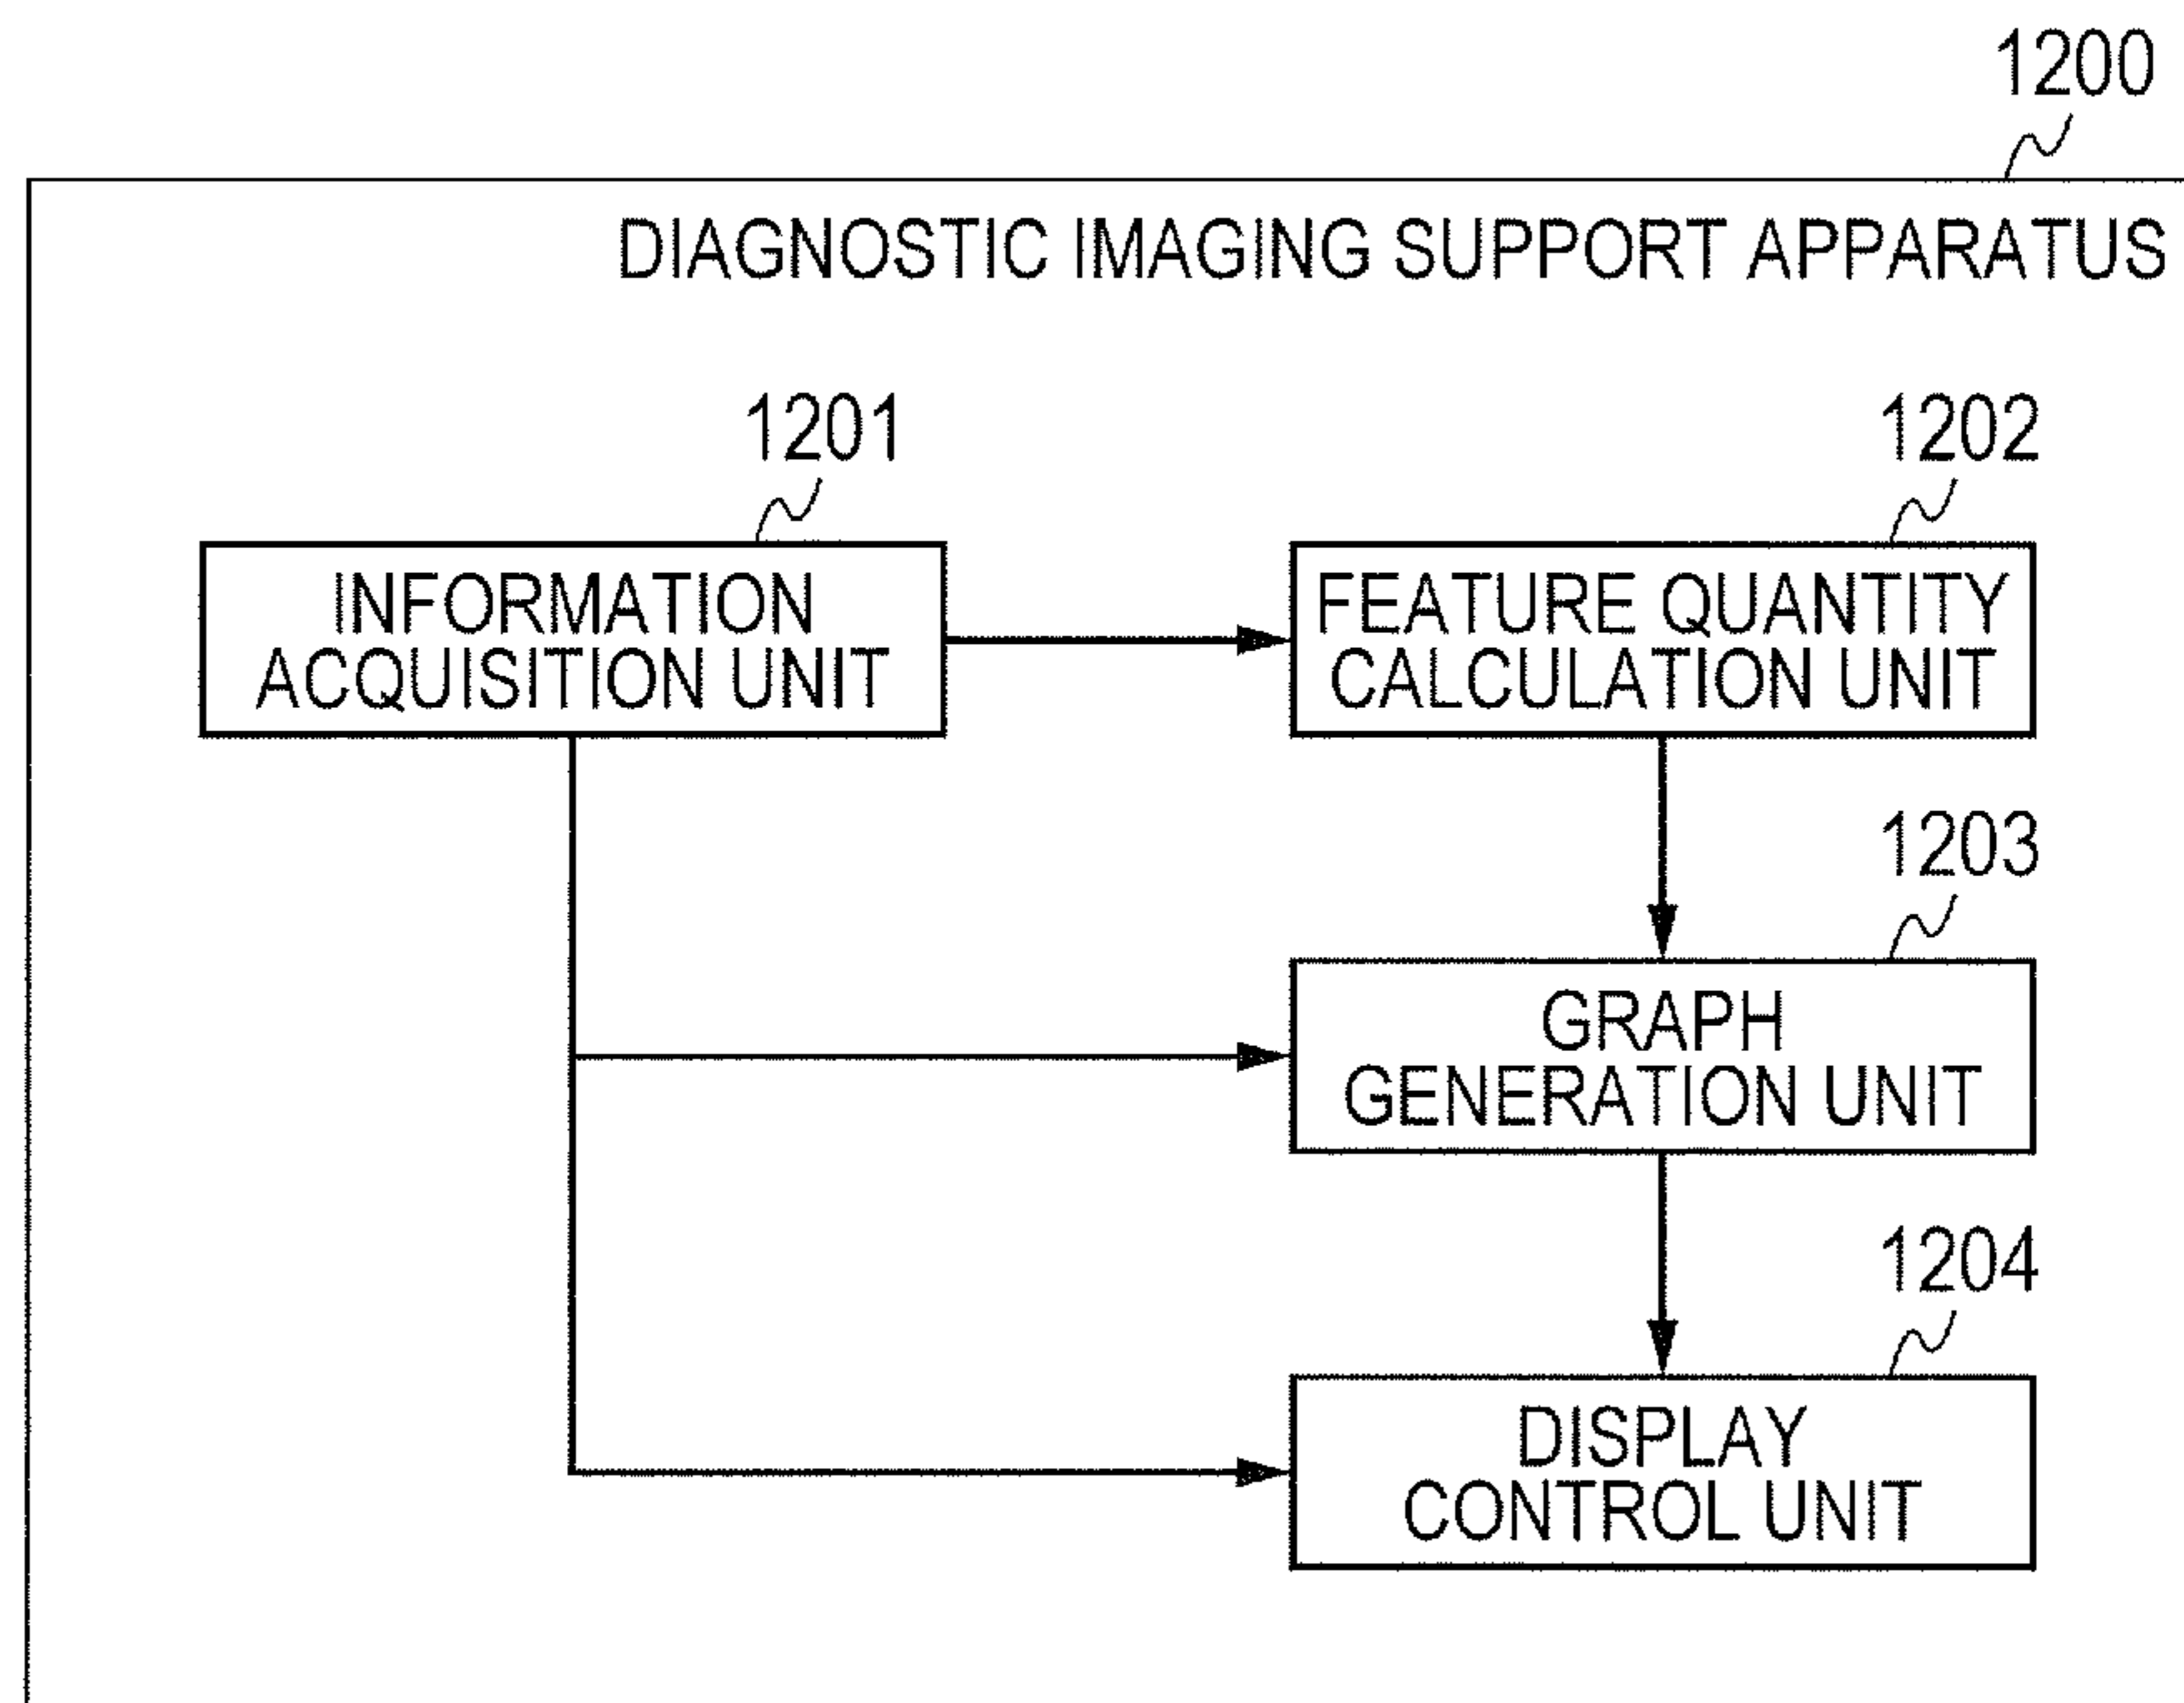 1200
DIAGNOSTIC IMAGING SUPPORT APPARATUS
1201
1202
INFORMATION
ACQUISITION UNIT
FEATURE QUANTITY
CALCULATION UNIT
1203
GRAPH
GENERATION UNIT
1204
DISPLAY
CONTROL UNIT